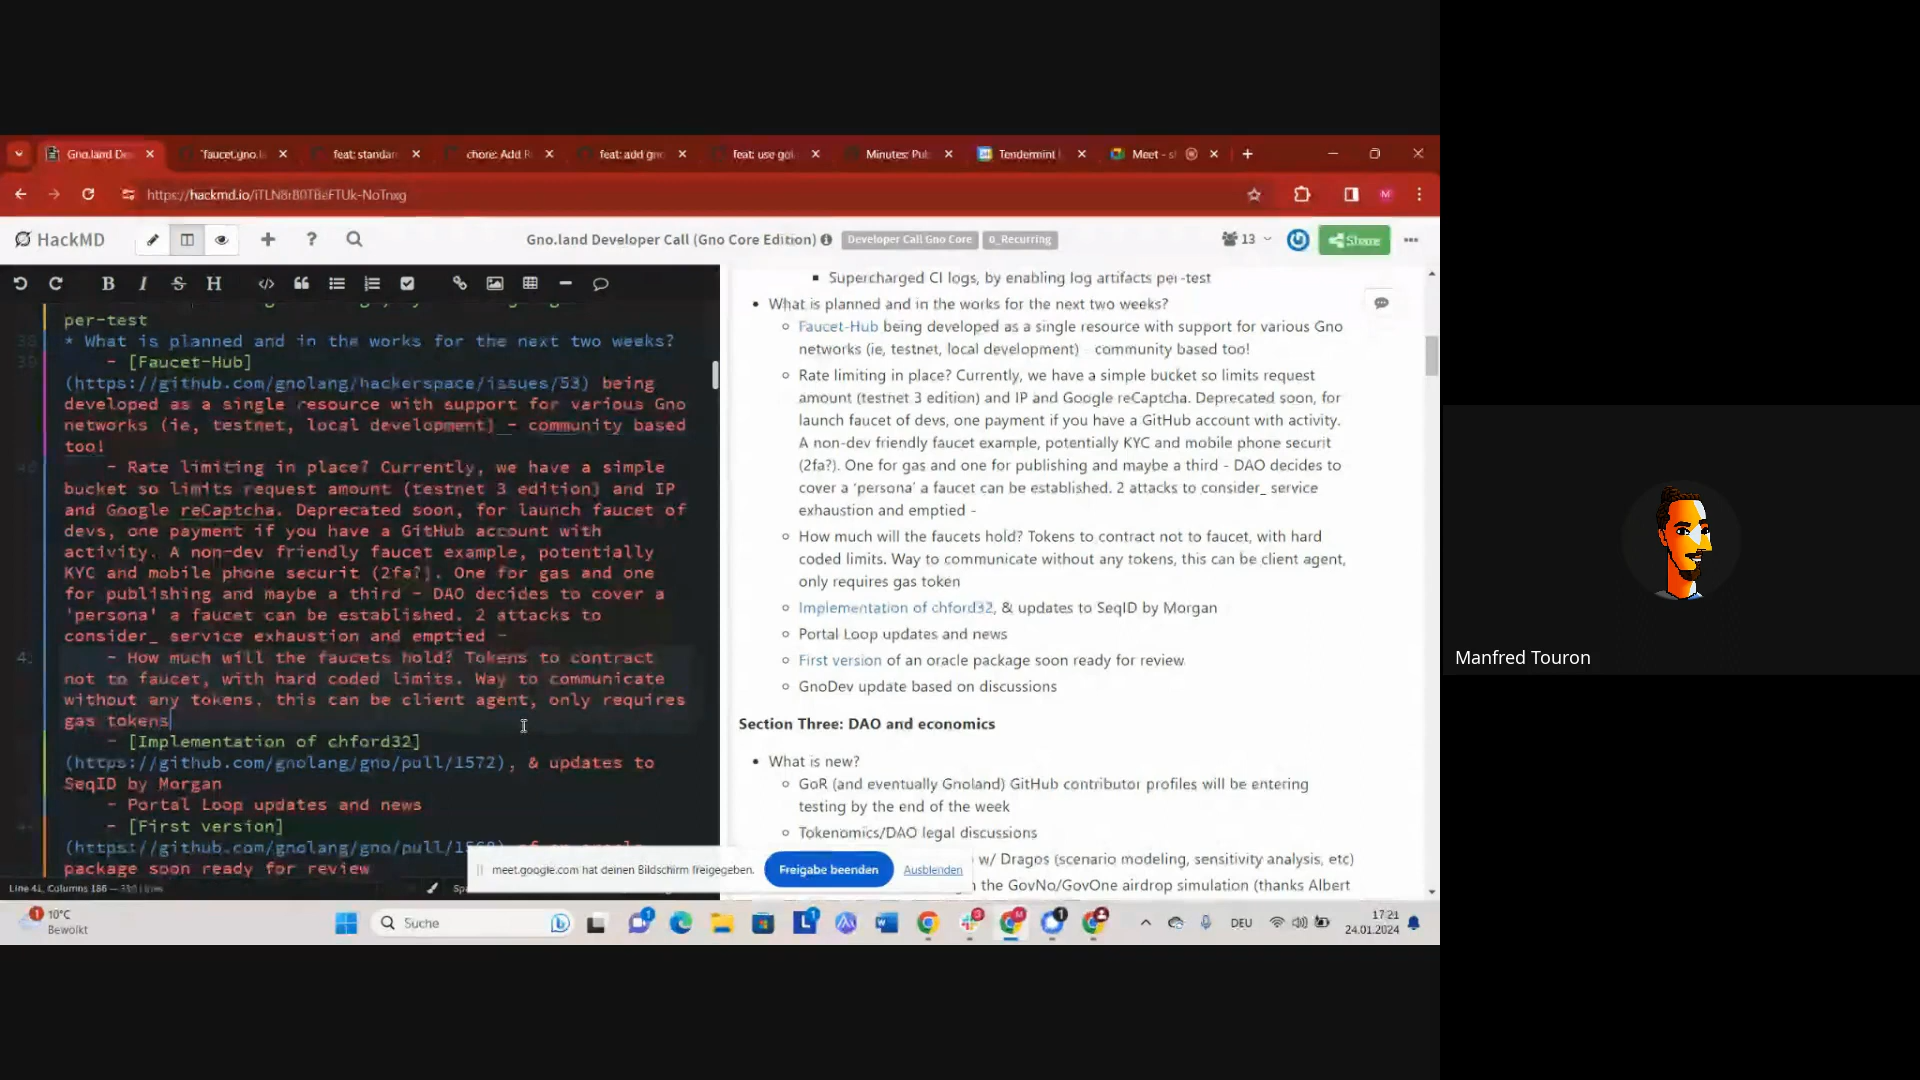 Gno.land De
faucet.gno.l
feat: standar
chore: Add R
feat: add gno
feat: use gol
Minutes: Pub
Tendermint
Meet - s
https://hackmd.io/
HackMD
Gno.land Developer Call (Gno Core Edition)
Developer Call Gno Core
0_Recurring
13
Share
B I S H
per-test
* What is planned and in the works for the next two weeks?
- [Faucet-Hub]
(https://github.com/gnolang/hackerspace/issues/53) being
developed as a single resource with support for various Gno
networks (ie, testnet, local development) - community based
too!
- Rate limiting in place? Currently, we have a simple
bucket so limits request amount (testnet 3 edition) and IP
and Google reCaptcha. Deprecated soon, for launch faucet of
devs, one payment if you have a GitHub account with
activity. A non-dev friendly faucet example, potentially
KYC and mobile phone securit (2fa?). One for gas and one
for publishing and maybe a third - DAO decides to cover a
'persona' a faucet can be established. 2 attacks to
consider_ service exhaustion and emptied -
41
- How much will the faucets hold? Tokens to contract
not to faucet, with hard coded limits. Way to communicate
without any tokens, this can be client agent, only requires
gas tokens
- [Implementation of chford32]
(https://github.com/gnolang/gno/pull/1572), & updates to
SeqID by Morgan
- Portal Loop updates and news
- [First version]
package soon ready for review
Line 41, Columns 186
Supercharged CI logs, by enabling log artifacts per-test
What is planned and in the works for the next two weeks?
Faucet-Hub being developed as a single resource with support for various Gno
networks (ie, testnet, local development) - community based too!
Rate limiting in place? Currently, we have a simple bucket so limits request
amount (testnet 3 edition) and IP and Google reCaptcha. Deprecated soon, for
launch faucet of devs, one payment if you have a GitHub account with activity.
A non-dev friendly faucet example, potentially KYC and mobile phone securit
(2fa?). One for gas and one for publishing and maybe a third - DAO decides to
cover a 'persona' a faucet can be established. 2 attacks to consider_ service
exhaustion and emptied -
How much will the faucets hold? Tokens to contract not to faucet, with hard
coded limits. Way to communicate without any tokens, this can be client agent,
only requires gas token
Implementation of chford32, & updates to SeqID by Morgan
Portal Loop updates and news
First version of an oracle package soon ready for review
GnoDev update based on discussions
Section Three: DAO and economics
What is new?
GoR (and eventually Gnoland) GitHub contributor profiles will be entering
testing by the end of the week
Tokenomics/DAO legal discussions
w/ Dragos (scenario modeling, sensitivity analysis, etc)
the GovNo/GovOne airdrop simulation (thanks Albert
meet.google.com hat deinen Bildschirm freigegeben.
Freigabe beenden
Ausblenden
10°C
Bewölkt
Suche
DEU
17:21
24.01.2024
Manfred Touron